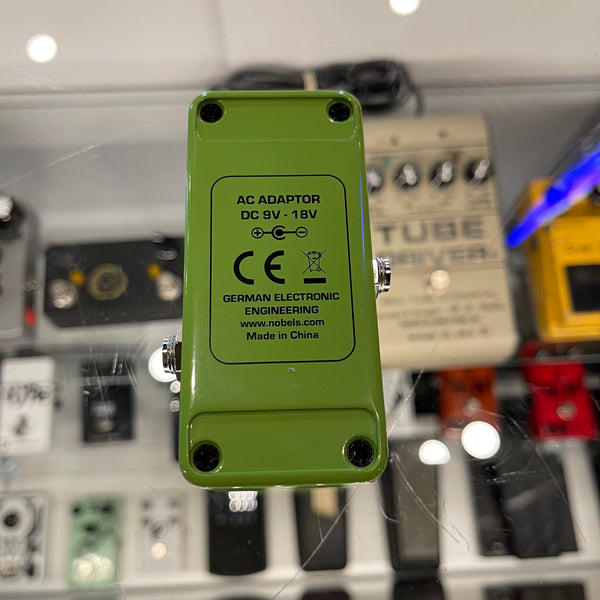 AC ADAPTOR
DC 9V - 18V
CE
GERMAN ELECTRONIC
ENGINEERING
www.nobels.com
Made in China
TUBE
DRIVER